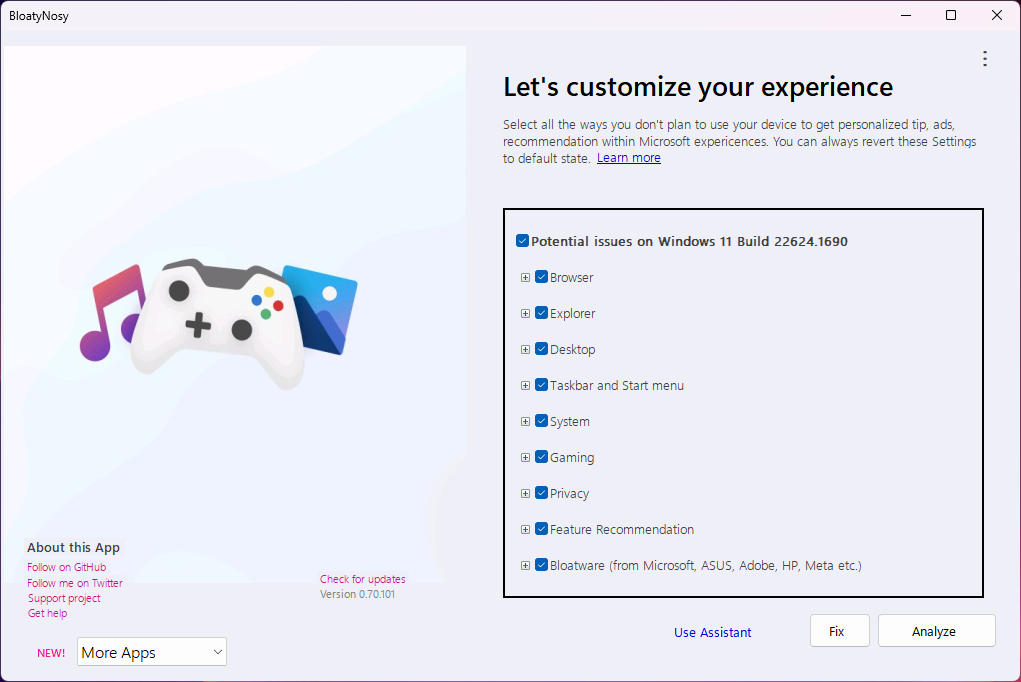 BloatyNosy
Let's customize your experience
Select all the ways you don't plan to use your device to get personalized tip, ads,
recommendation within Microsoft expericences. You can always revert these Settings
to default state. Learn more
Potential issues on Windows 11 Build 22624.1690
Browser
Explorer
Desktop
Taskbar and Start menu
System
Gaming
Privacy
Feature Recommendation
Bloatware (from Microsoft, ASUS, Adobe, HP, Meta etc.)
About this App
Follow on GitHub
Follow me on Twitter
Support project
Get help
Check for updates
Version 0.70.101
NEW! More Apps
Use Assistant
Fix
Analyze